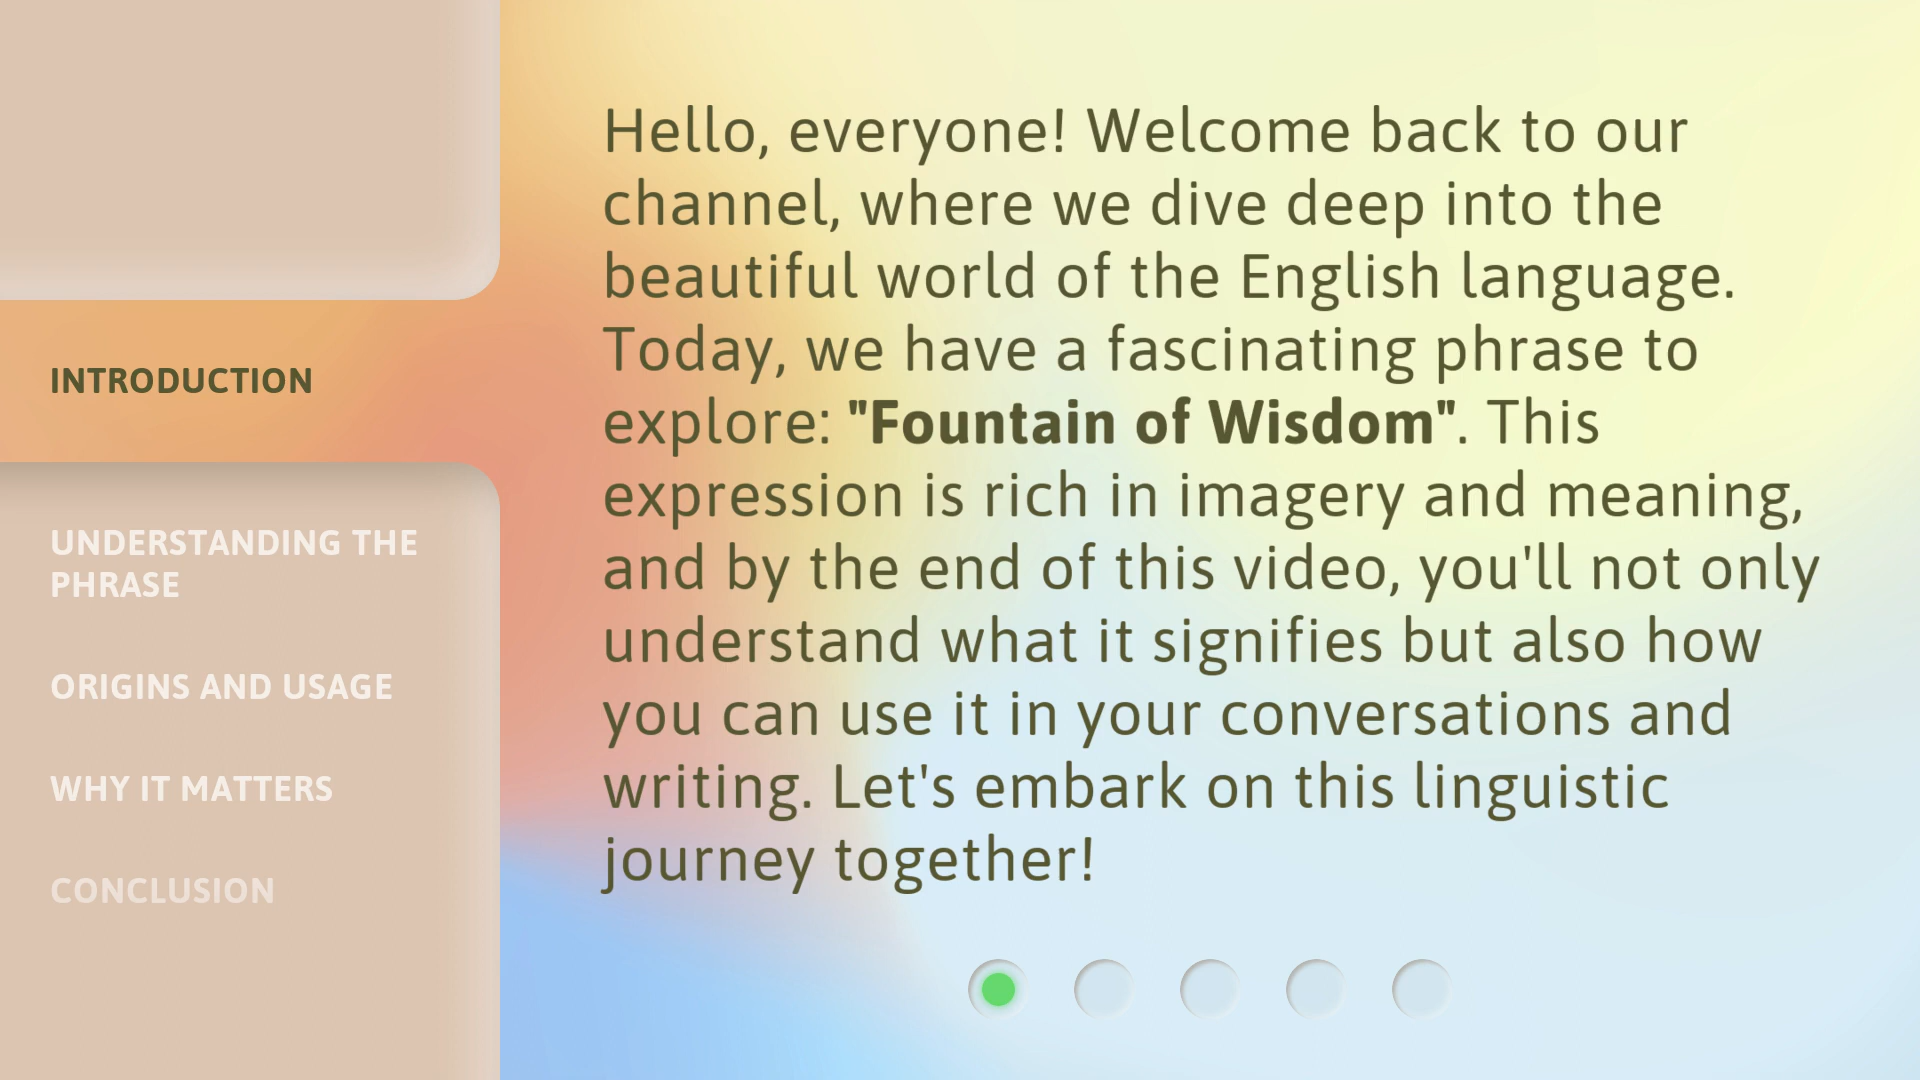 INTRODUCTION
UNDERSTANDING THE
PHRASE
ORIGINS AND USAGE
WHY IT MATTERS
CONCLUSION
Hello, everyone! Welcome back to our
channel, where we dive deep into the
beautiful world of the English language.
Today, we have a fascinating phrase to
explore: "Fountain of Wisdom". This
expression is rich in imagery and meaning,
and by the end of this video, you'll not only
understand what it signifies but also how
you can use it in your conversations and
writing. Let's embark on this linguistic
journey together!